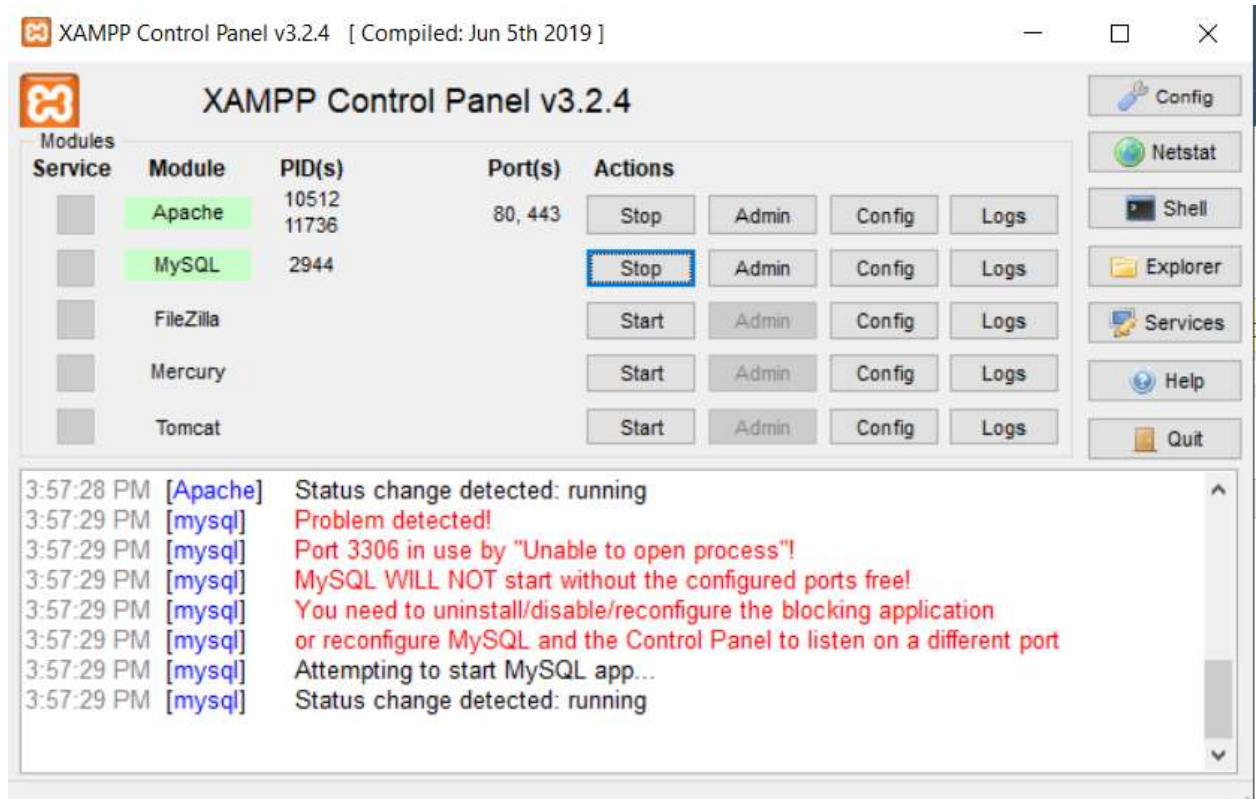 XAMPP Control Panel v3.2.4 [ Compiled: Jun 5th 2019 ]
XAMPP Control Panel v3.2.4
Config
Modules
Netstat
Service Module PID(s) Port(s) Actions
Apache 10512 11736 80, 443 Stop Admin Config Logs
Shell
MySQL 2944 Stop Admin Config Logs
Explorer
FileZilla Start Admin Config Logs
Services
Mercury Start Admin Config Logs
Help
Tomcat Start Admin Config Logs
Quit
3:57:28 PM [Apache] Status change detected: running
3:57:29 PM [mysql] Problem detected!
3:57:29 PM [mysql] Port 3306 in use by "Unable to open process"!
3:57:29 PM [mysql] MySQL WILL NOT start without the configured ports free!
3:57:29 PM [mysql] You need to uninstall/disable/reconfigure the blocking application
3:57:29 PM [mysql] or reconfigure MySQL and the Control Panel to listen on a different port
3:57:29 PM [mysql] Attempting to start MySQL app...
3:57:29 PM [mysql] Status change detected: running